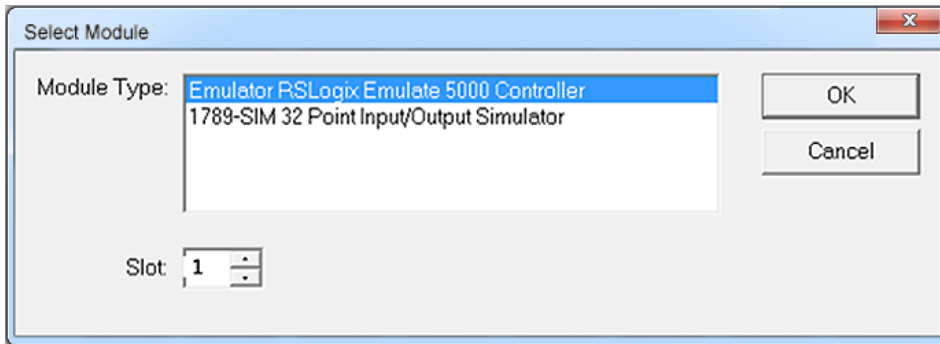 Select Module
x
Module Type:
Emulator RSLogix Emulate 5000 Controller
1789-SIM 32 Point Input/Output Simulator
OK
Cancel
Slot:
1